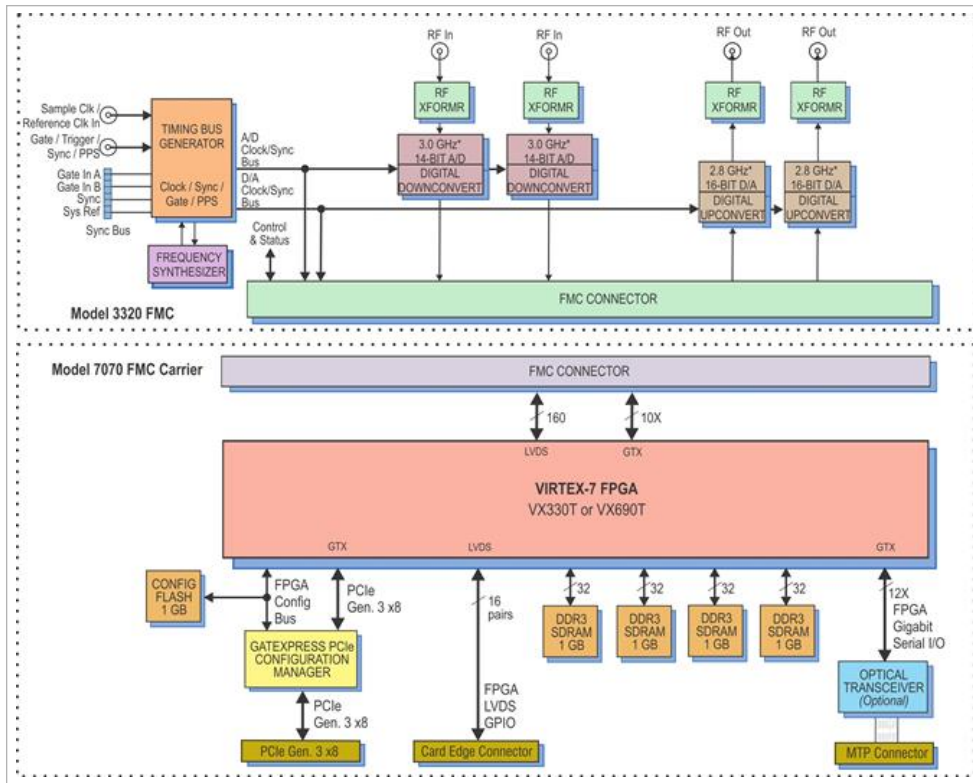 RF In
RF In
RF Out
RF Out
Sample Clk /
Reference Clk In
Gate / Trigger /
Sync / PPS
Gate In A
Gate In B
Sync
Sys Ref
Sync Bus
TIMING BUS
GENERATOR
Clock / Sync /
Gate / PPS
FREQUENCY
SYNTHESIZER
A/D
Clock/Sync
Bus
D/A
Clock/Sync
Bus
Control
& Status
RF
XFORMR
RF
XFORMR
RF
XFORMR
RF
XFORMR
3.0 GHz*
14-BIT A/D
DIGITAL
DOWNCONVERT
3.0 GHz*
14-BIT A/D
DIGITAL
DOWNCONVERT
2.8 GHz*
16-BIT D/A
DIGITAL
UPCONVERT
2.8 GHz*
16-BIT D/A
DIGITAL
UPCONVERT
FMC CONNECTOR
Model 3320 FMC
Model 7070 FMC Carrier
FMC CONNECTOR
160
10X
LVDS
GTX
VIRTEX-7 FPGA
VX330T or VX690T
GTX
LVDS
GTX
CONFIG
FLASH
1 GB
FPGA
Config
Bus
PCIe
Gen. 3 x8
GATEXPRESS PCIe
CONFIGURATION
MANAGER
PCIe
Gen. 3 x8
PCIe Gen. 3 x8
16
pairs
FPGA
LVDS
GPIO
Card Edge Connector
32
32
32
32
DDR3
SDRAM
1 GB
DDR3
SDRAM
1 GB
DDR3
SDRAM
1 GB
DDR3
SDRAM
1 GB
12X
FPGA
Gigabit
Serial I/O
OPTICAL
TRANSCEIVER
(Optional)
MTP Connector